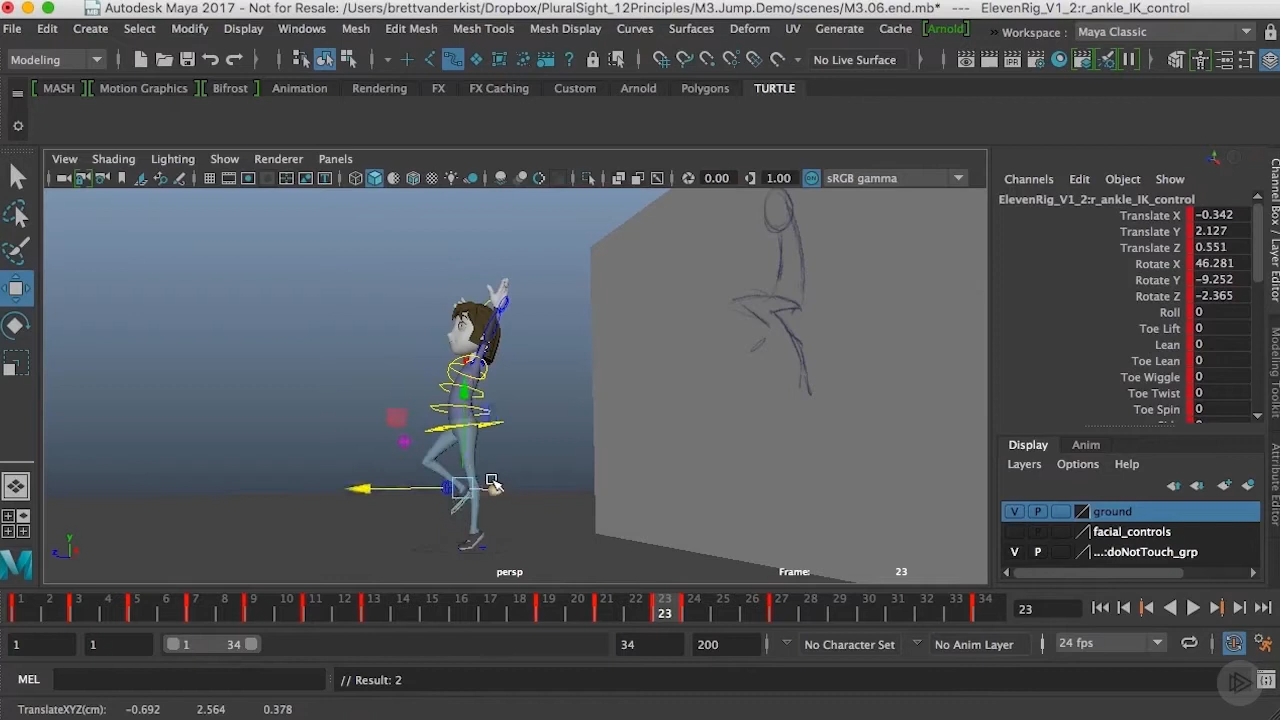 Autodesk Maya 2017 - Not for Resale: /Users/brettvanderkist/Dropbox/PluralSight_12Principles/M3.Jump.Demo/scenes/M3.06.end.mb* --- ElevenRig_V1_2:r_ankle_IK_control
File Edit Create Select Modify Display Windows Mesh Edit Mesh Mesh Tools Mesh Display Curves Surfaces Deform UV Generate Cache Arnold Workspace: Maya Classic
Modeling No Live Surface
MASH Motion Graphics Bifrost Animation Rendering FX FX Caching Custom Arnold Polygons TURTLE
View Shading Lighting Show Renderer Panels
0.00 1.00 sRGB gamma
Channels Edit Object Show
ElevenRig_V1_2:r_ankle_IK_control
Translate X -0.342
Translate Y 2.127
Translate Z 0.551
Rotate X 46.281
Rotate Y -9.252
Rotate Z -2.365
Roll 0
Toe Lift 0
Lean 0
Toe Lean 0
Toe Wiggle 0
Toe Twist 0
Toe Spin 0
Channel Box / Layer Editor
Modeling Toolkit
Attribute Editor
Display Anim
Layers Options Help
V P ground
facial_controls
V P ...:doNotTouch_grp
y
z
persp Frame: 23
1 2 3 4 5 6 7 8 9 10 11 12 13 14 15 16 17 18 19 20 21 22 23 24 25 26 27 28 29 30 31 32 33 34
23 23
1 1 1 34 34 200 No Character Set No Anim Layer 24 fps
MEL // Result: 2
TranslateXYZ(cm): -0.692 2.564 0.378